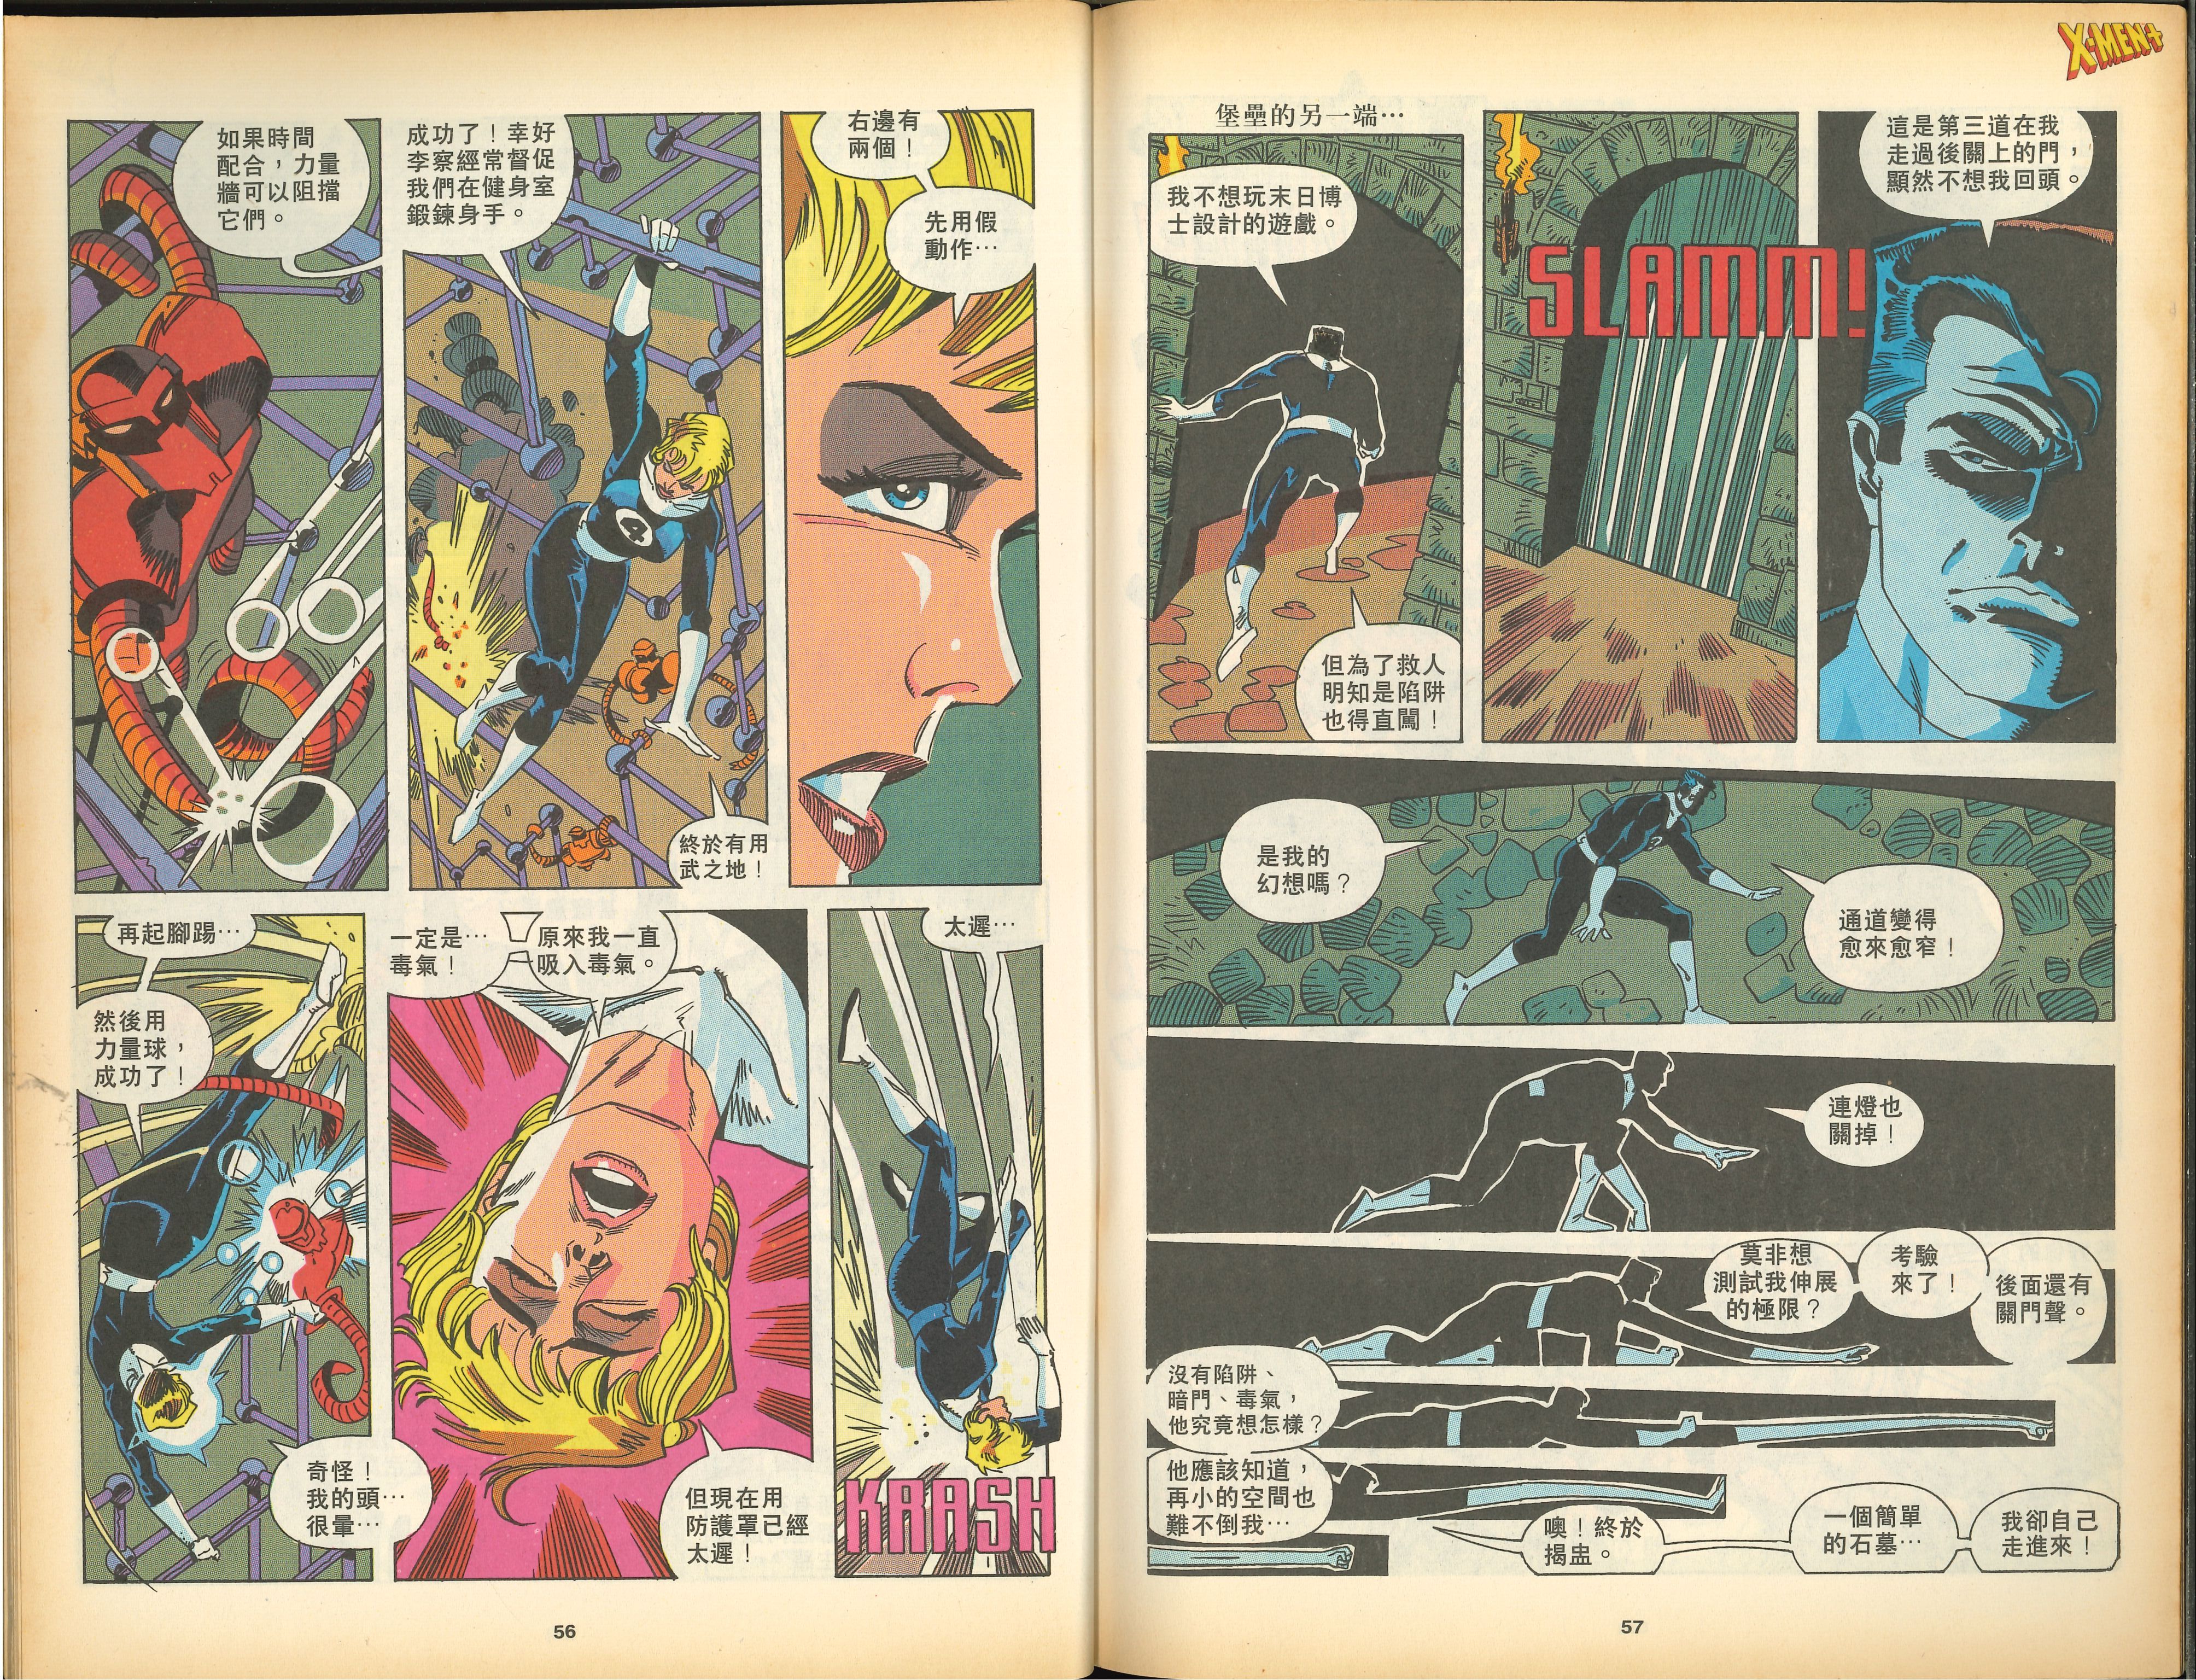 如果時間
配合，力量
牆可以阻擋
它們。
成功了！幸好
李察經常督促
我們在健身室
鍛鍊身手。
終於有用
武之地！
右邊有
兩個！
先用假
動作…
4
再起腳踢…
然後用
力量球，
成功了！
奇怪！
我的頭…
很暈…
一定是…
毒氣！
原來我一直
吸入毒氣。
但現在用
防護罩已經
太遲！
太遲…
KRASH
56
X-MEN+
堡壘的另一端…
我不想玩末日博
士設計的遊戲。
但為了救人
明知是陷阱
也得直闖！
SLAMM!
這是第三道在我
走過後關上的門，
顯然不想我回頭。
是我的
幻想嗎？
通道變得
愈來愈窄！
連燈也
關掉！
莫非想
測試我伸展
的極限？
考驗
來了！
後面還有
關門聲。
沒有陷阱、
暗門、毒氣，
他究竟想怎樣？
他應該知道，
再小的空間也
難不倒我…
噢！終於
揭盅。
一個簡單
的石墓…
我卻自己
走進來！
57